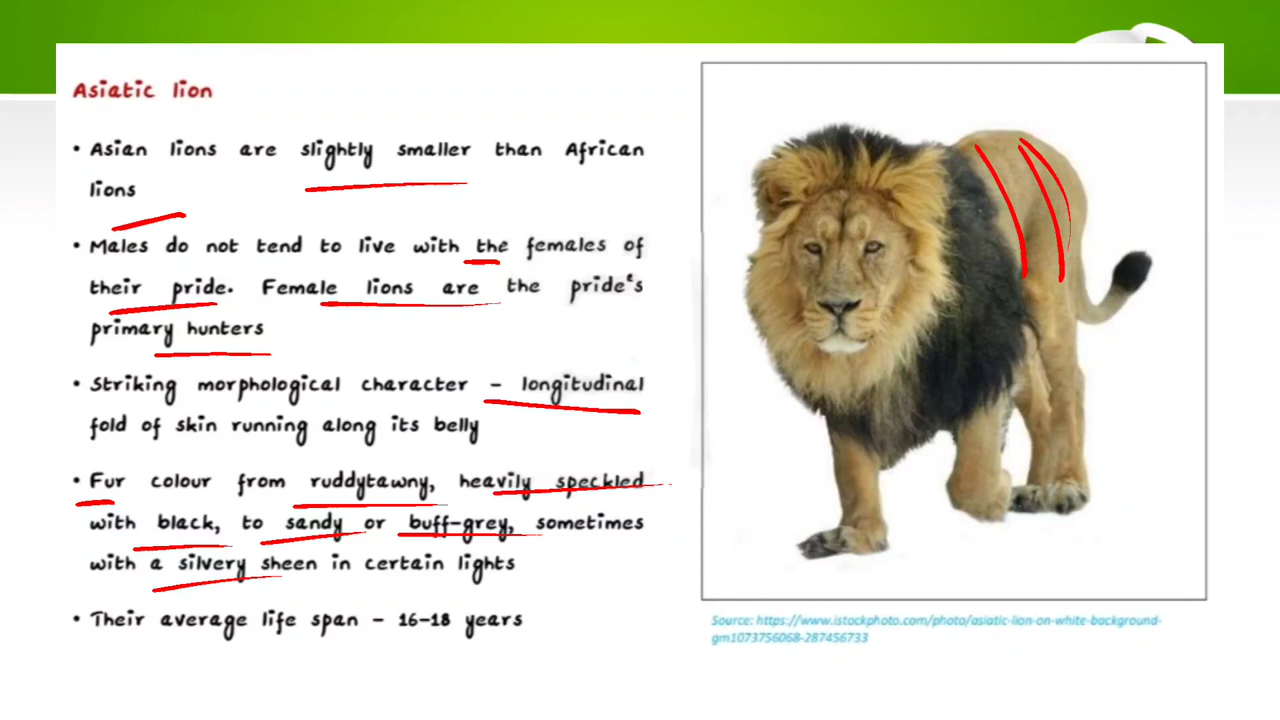 Asiatic lion
• Asian lions are slightly smaller than African
lions
• Males do not tend to live with the females of
their pride. Female lions are the pride's
primary hunters
• Striking morphological character - longitudinal
fold of skin running along its belly
• Fur colour from ruddytawny, heavily speckled
with black, to sandy or buff-grey, sometimes
with a silvery sheen in certain lights
• Their average life span - 16-18 years
Source: https://www.istockphoto.com/photo/asiatic-lion-on-white-background-
gm1073756068-287456733